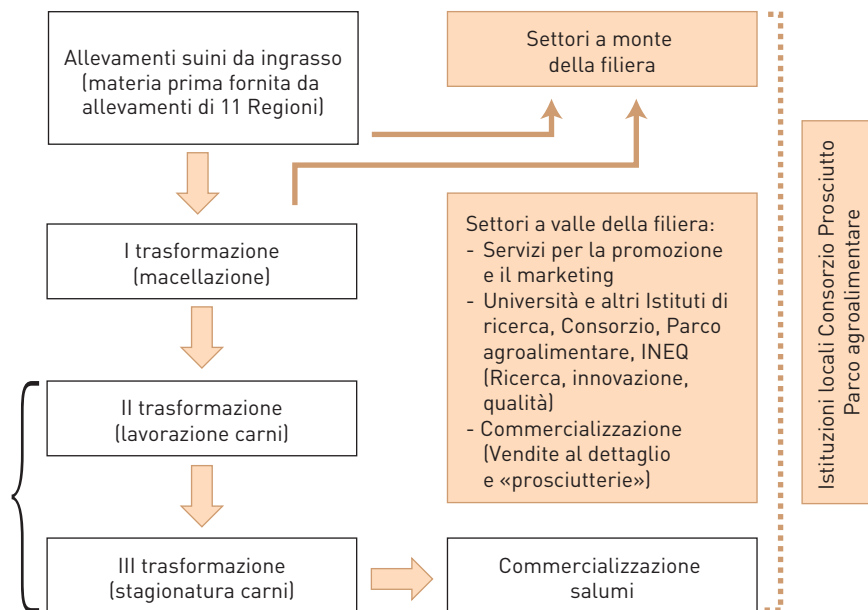 Allevamenti suini da ingrasso
(materia prima fornita da
allevamenti di 11 Regioni)
Settori a monte
della filiera
I trasformazione
(macellazione)
Settori a valle della filiera:
- Servizi per la promozione
e il marketing
- Università e altri Istituti di
ricerca, Consorzio, Parco
agroalimentare, INEQ
(Ricerca, innovazione,
qualità)
- Commercializzazione
(Vendite al dettaglio
e «prosciutterie»)
II trasformazione
(lavorazione carni)
III trasformazione
(stagionatura carni)
Commercializzazione
salumi
Istituzioni locali Consorzio Prosciutto
Parco agroalimentare